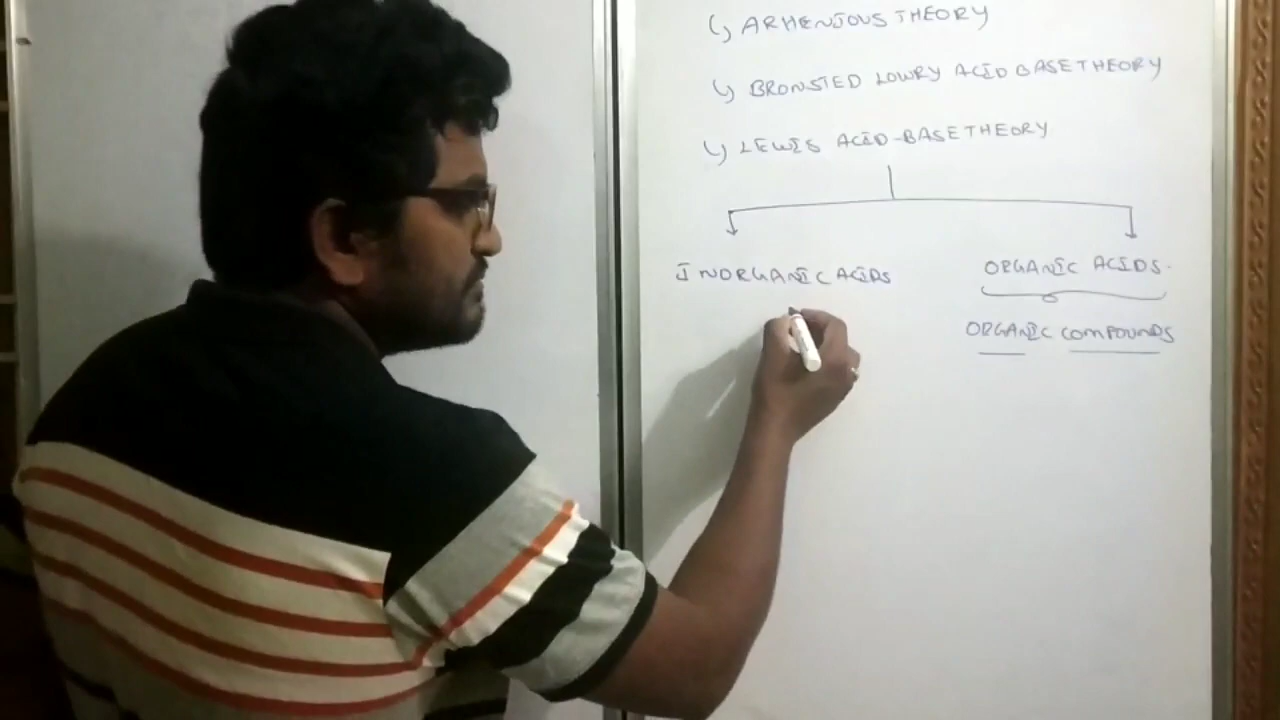 ARHENIOUS THEORY
BRONSTED LOWRY ACID BASE THEORY
LEWIS ACID-BASE THEORY
INORGANIC ACIDS
ORGANIC ACIDS.
ORGANIC COMPOUNDS